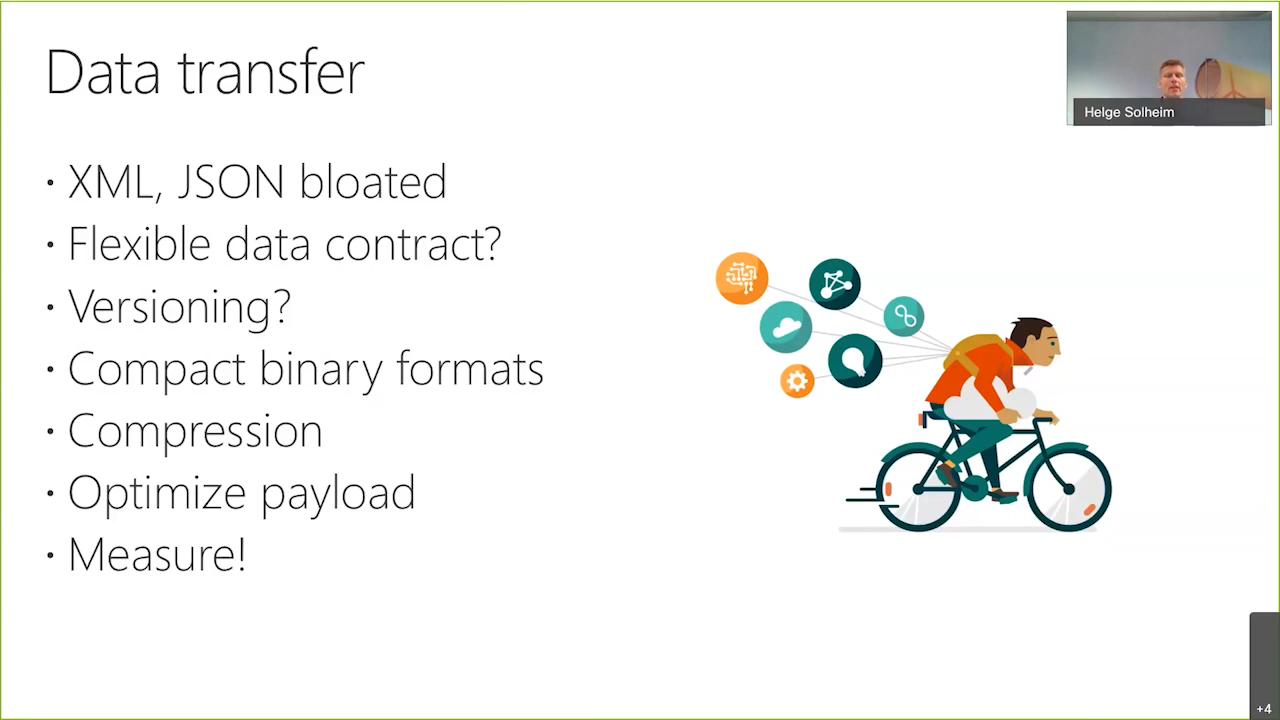 Data transfer
Helge Solheim
• XML, JSON bloated
• Flexible data contract?
• Versioning?
• Compact binary formats
• Compression
• Optimize payload
• Measure!
+4